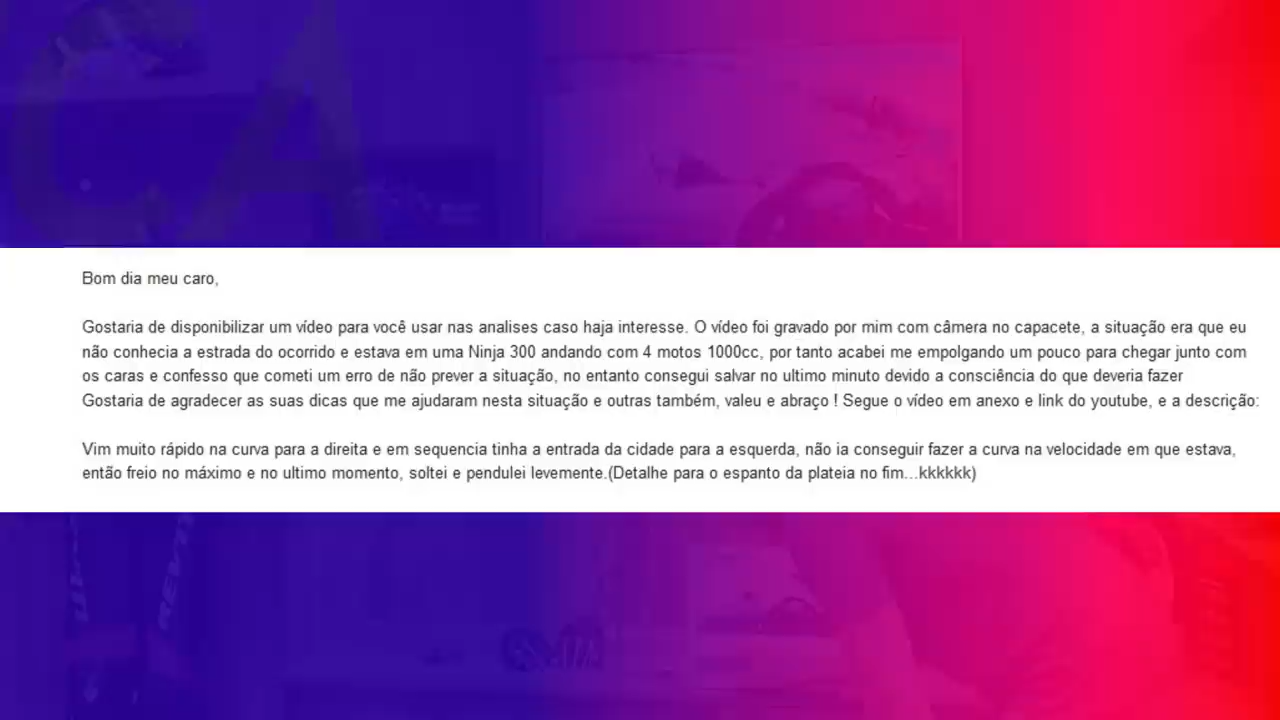 Bom dia meu caro,
Gostaria de disponibilizar um vídeo para você usar nas analises caso haja interesse. O vídeo foi gravado por mim com câmera no capacete, a situação era que eu
não conhecia a estrada do ocorrido e estava em uma Ninja 300 andando com 4 motos 1000cc, por tanto acabei me empolgando um pouco para chegar junto com
os caras e confesso que cometi um erro de não prever a situação, no entanto consegui salvar no ultimo minuto devido a consciência do que deveria fazer
Gostaria de agradecer as suas dicas que me ajudaram nesta situação e outras também, valeu e abraço ! Segue o vídeo em anexo e link do youtube, e a descrição:
Vim muito rápido na curva para a direita e em sequencia tinha a entrada da cidade para a esquerda, não ia conseguir fazer a curva na velocidade em que estava,
então freio no máximo e no ultimo momento, soltei e pendulei levemente.(Detalhe para o espanto da plateia no fim...kkkkkk)